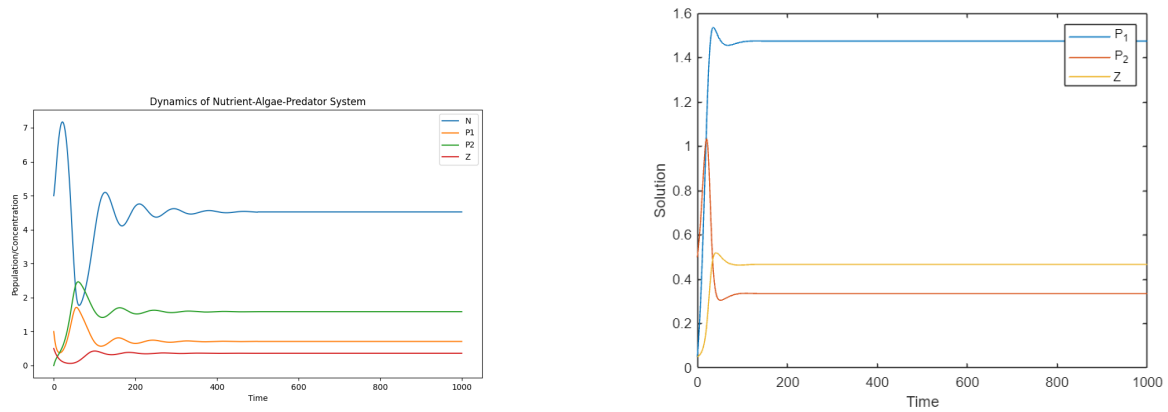 Dynamics of Nutrient-Algae-Predator System
7
6
5
4
3
2
1
0
Population/Concentration
0 200 400 600 800 1000
Time
N
P1
P2
Z
1.6
1.4
1.2
1
0.8
0.6
0.4
0.2
0
Solution
0 200 400 600 800 1000
Time
P1
P2
Z